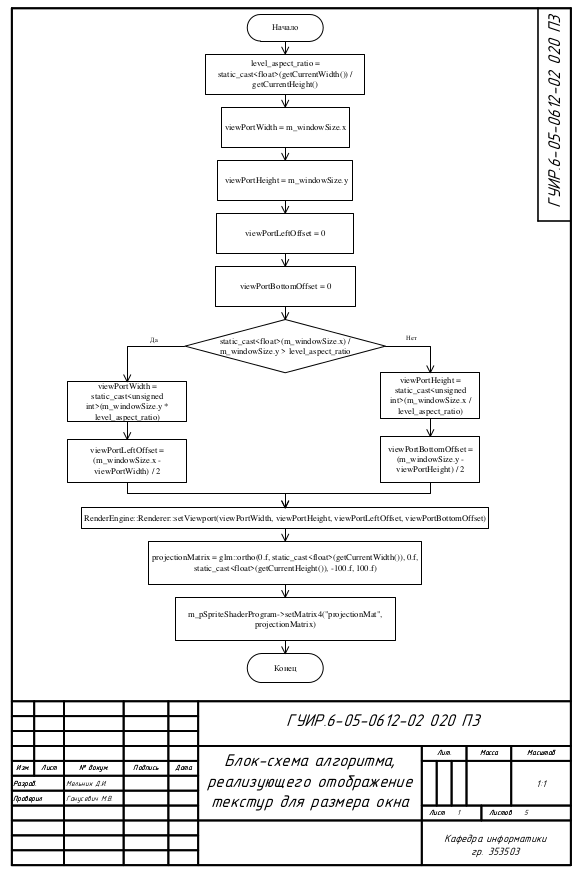 ГУИР.6-05-0612-02 020 ПЗ
Начало
level_aspect_ratio =
static_cast<float>(getCurrentWidth()) /
getCurrentHeight()
viewPortWidth = m_windowSize.x
viewPortHeight = m_windowSize.y
viewPortLeftOffset = 0
viewPortBottomOffset = 0
static_cast<float>(m_windowSize.x) /
m_windowSize.y > level_aspect_ratio
Да
Нет
viewPortWidth =
static_cast<unsigned
int>(m_windowSize.y *
level_aspect_ratio)
viewPortLeftOffset =
(m_windowSize.x -
viewPortWidth) / 2
viewPortHeight =
static_cast<unsigned
int>(m_windowSize.x /
level_aspect_ratio)
viewPortBottomOffset =
(m_windowSize.y -
viewPortHeight) / 2
RenderEngine::Renderer::setViewport(viewPortWidth, viewPortHeight, viewPortLeftOffset, viewPortBottomOffset)
projectionMatrix = glm::ortho(0.f, static_cast<float>(getCurrentWidth()), 0.f,
static_cast<float>(getCurrentHeight()), -100.f, 100.f)
m_pSpriteShaderProgram->setMatrix4("projectionMat",
projectionMatrix)
Конец
ГУИР.6-05-0612-02 020 ПЗ
Изм Лист № докум Подпись Дата
Разраб. Мельник Д.И.
Проверил Ганусевич М.В.
Блок-схема алгоритма,
реализующего отображение
текстур для размера окна
Лит. Масса Масштаб
1:1
Лист 1 Листов 5
Кафедра информатики
гр. 353503